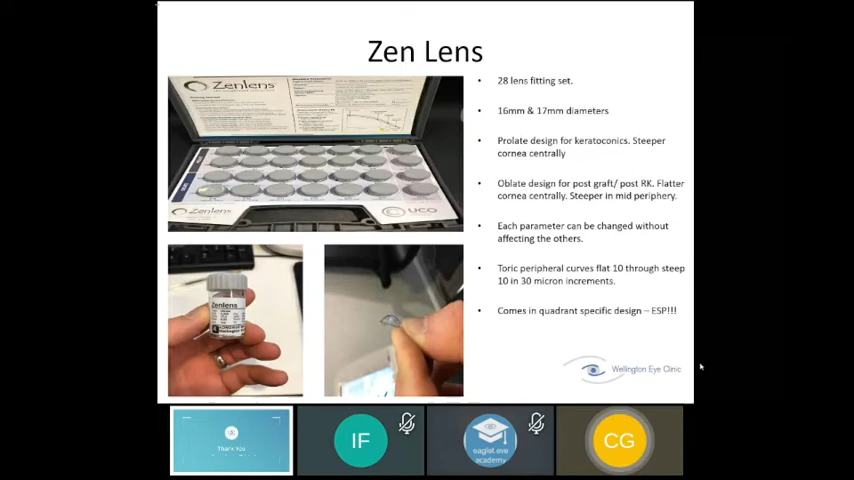 Zen Lens
Zenlens
Zenlens
UCO
Zenlens
• 28 lens fitting set.
• 16mm & 17mm diameters
• Prolate design for keratoconics. Steeper
cornea centrally
• Oblate design for post graft/ post RK. Flatter
cornea centrally. Steeper in mid periphery.
• Each parameter can be changed without
affecting the others.
• Toric peripheral curves flat 10 through steep
10 in 30 micron increments.
• Comes in quadrant specific design – ESP!!!
Wellington Eye Clinic
Thank You
IF
eaglet eye
academy
CG